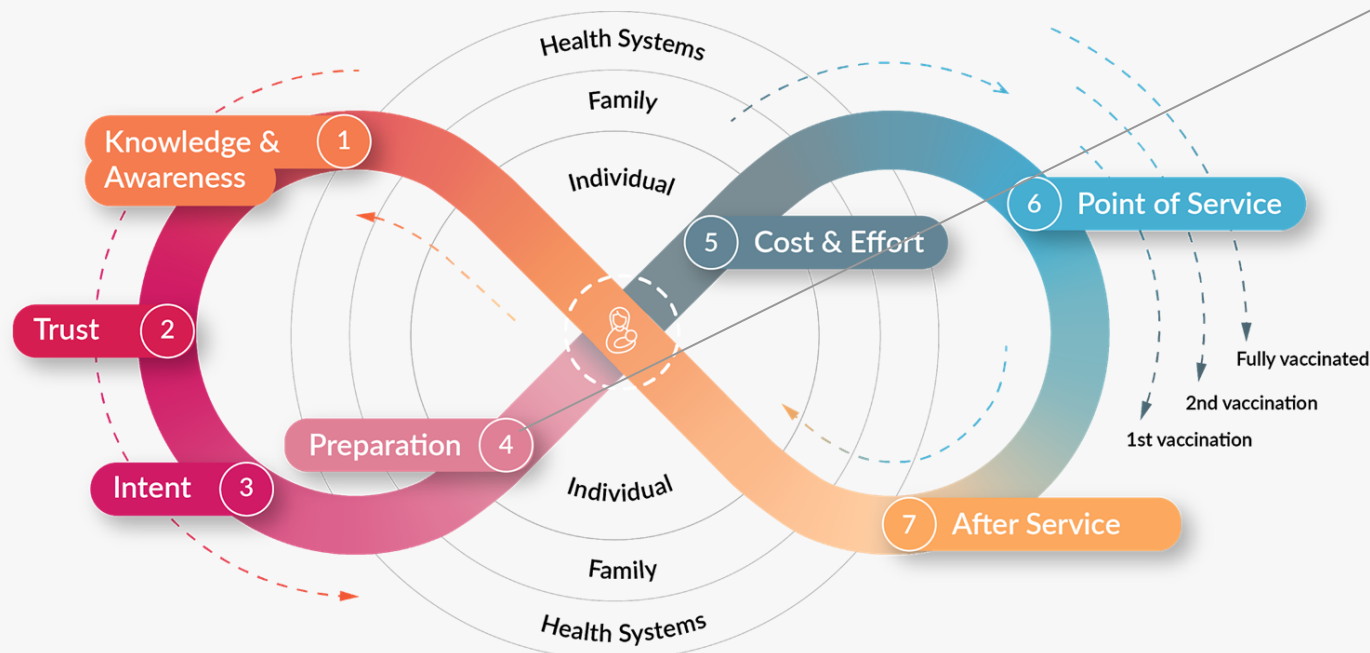 Health Systems
Family
Individual
Knowledge &
Awareness
1
Trust
2
Intent
3
Preparation
4
5
Cost & Effort
6
Point of Service
Fully vaccinated
2nd vaccination
1st vaccination
7
After Service
Individual
Family
Health Systems